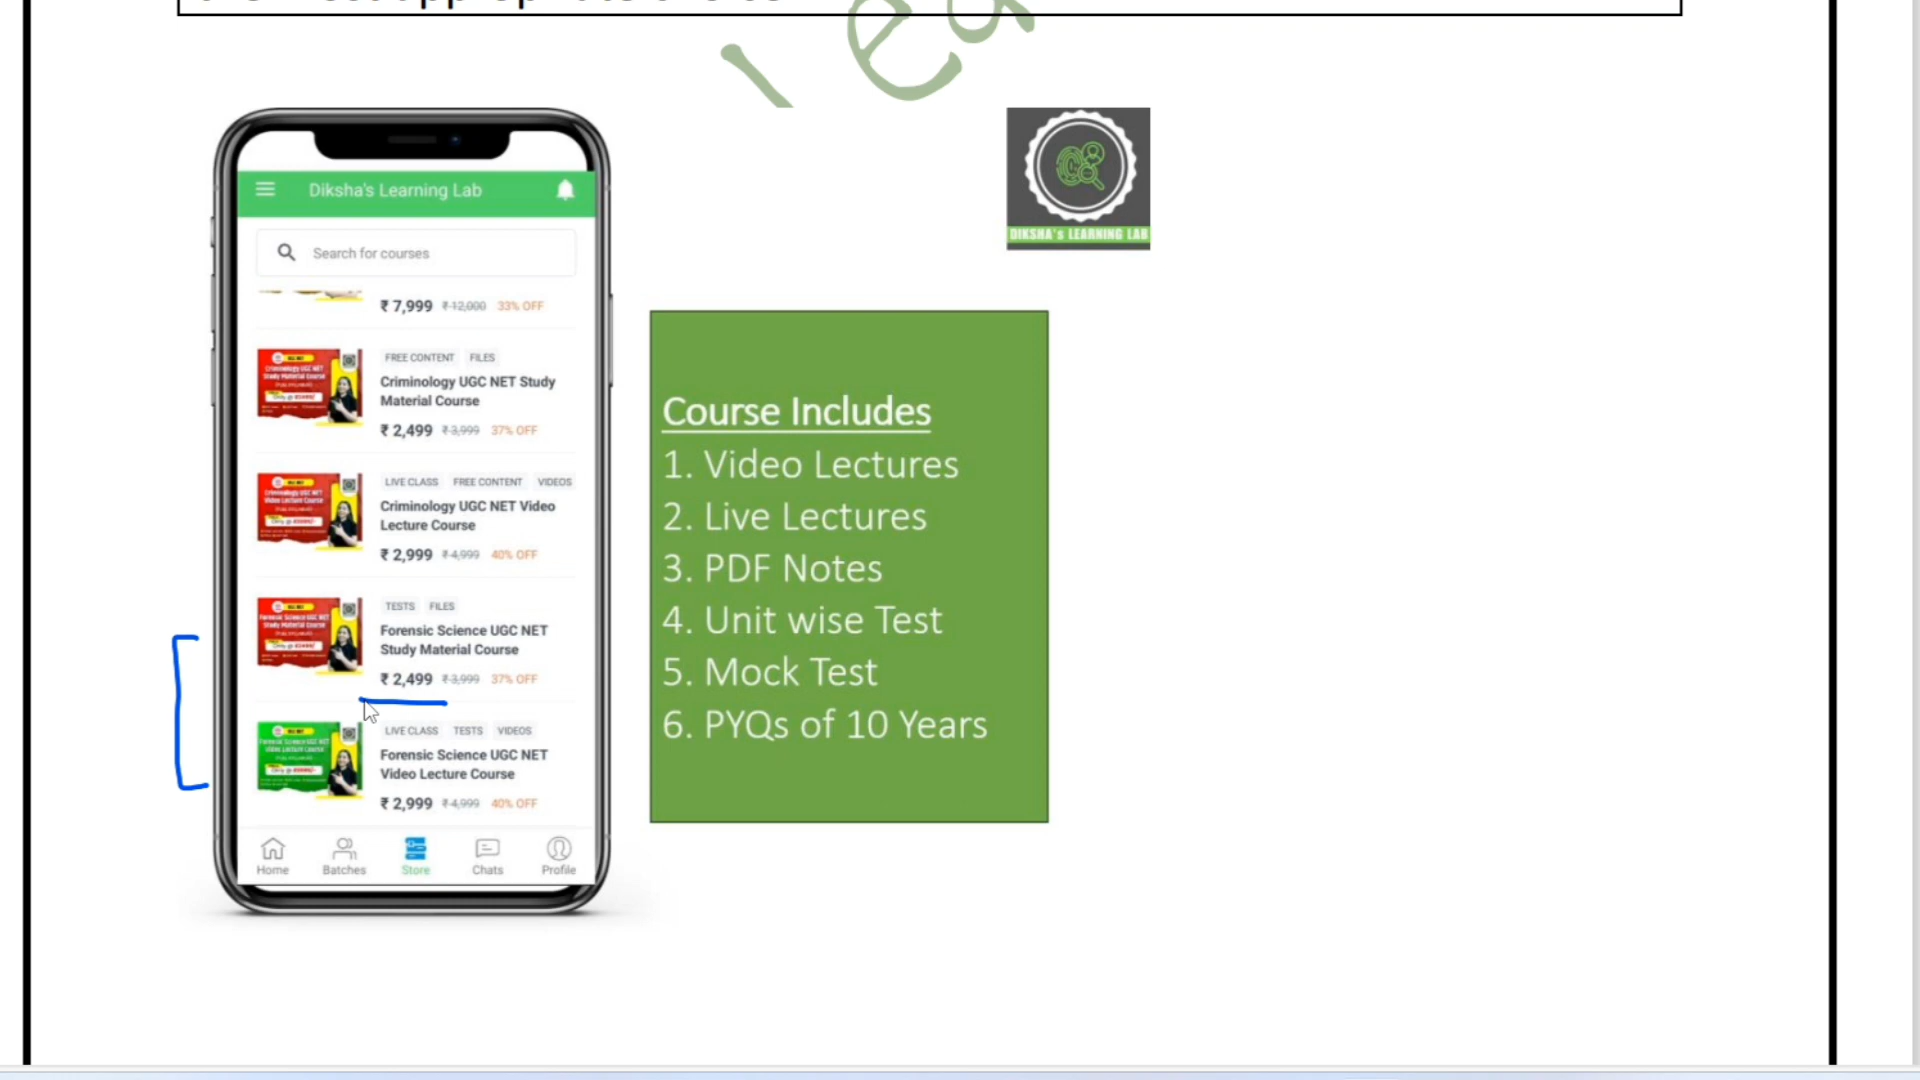 Diksha's Learning Lab
Search for courses
₹ 7,999 ₹ 12,000 33% OFF
FREE CONTENT FILES
Criminology UGC NET Study
Material Course
₹ 2,499 ₹ 3,999 37% OFF
LIVE CLASS FREE CONTENT VIDEOS
Criminology UGC NET Video
Lecture Course
₹ 2,999 ₹ 4,999 40% OFF
TESTS FILES
Forensic Science UGC NET
Study Material Course
₹ 2,499 ₹ 3,999 37% OFF
LIVE CLASS TESTS VIDEOS
Forensic Science UGC NET
Video Lecture Course
₹ 2,999 ₹ 4,999 40% OFF
Home Batches Store Chats Profile
DIKSHA's LEARNING LAB
Course Includes
1. Video Lectures
2. Live Lectures
3. PDF Notes
4. Unit wise Test
5. Mock Test
6. PYQs of 10 Years